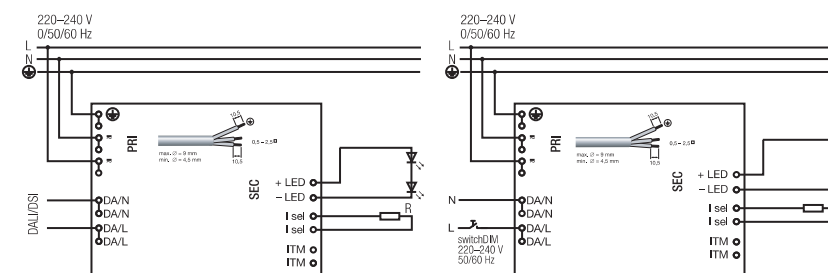 220–240 V
0/50/60 Hz
L
N
PRI
10,5
0,5 – 2,5
max. ∅ = 9 mm
min. ∅ = 4,5 mm
10,5
SEC
+ LED
– LED
I sel
I sel
R
ITM
ITM
DALI/DSI
DA/N
DA/N
DA/L
DA/L
220–240 V
0/50/60 Hz
L
N
PRI
10,5
0,5 – 2,5
max. ∅ = 9 mm
min. ∅ = 4,5 mm
10,5
SEC
+ LED
– LED
I sel
I sel
ITM
ITM
N
L
switchDIM
220–240 V
50/60 Hz
DA/N
DA/N
DA/L
DA/L